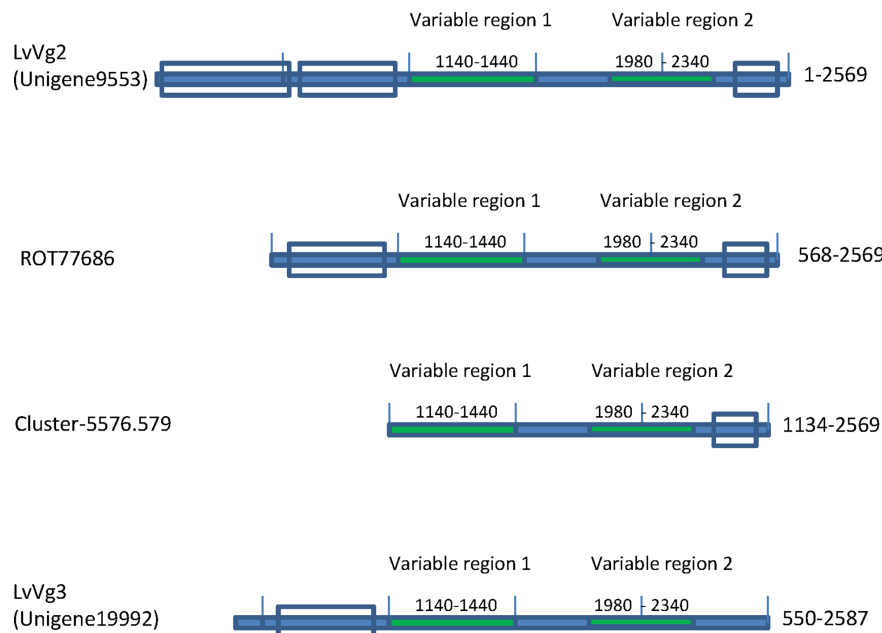 Variable region 1 Variable region 2
LvVg2
(Unigene9553)
1140-1440 1980 - 2340
1-2569
Variable region 1 Variable region 2
ROT77686
1140-1440 1980 - 2340
568-2569
Variable region 1 Variable region 2
Cluster-5576.579
1140-1440 1980 - 2340
1134-2569
Variable region 1 Variable region 2
LvVg3
(Unigene19992)
1140-1440 1980 - 2340
550-2587